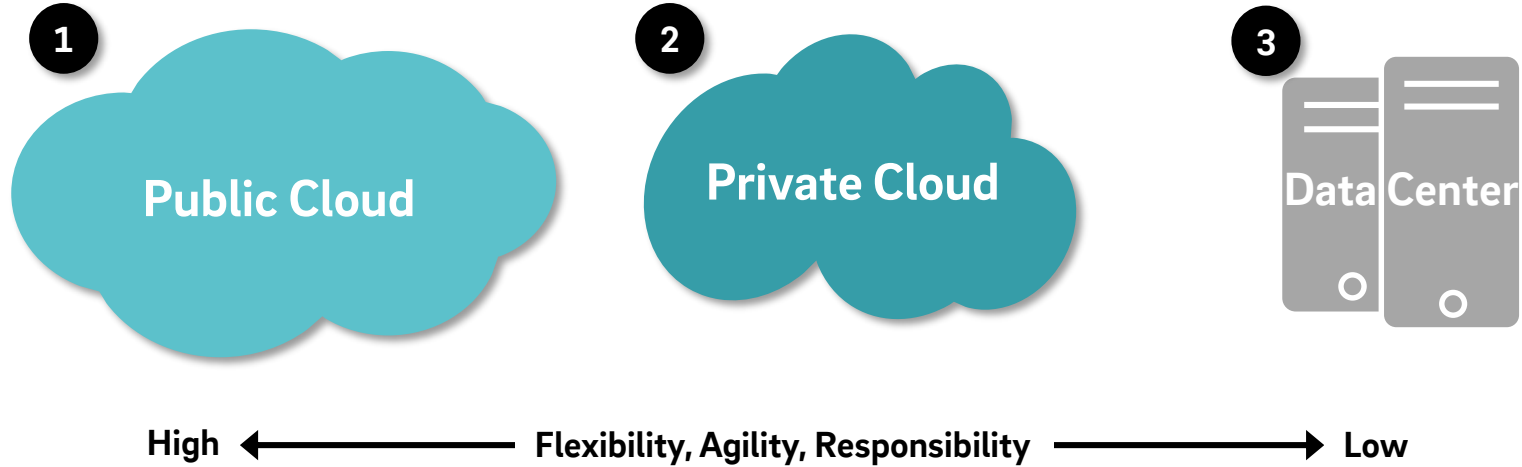 1
2
3
Public Cloud
Private Cloud
Data Center
High
Flexibility, Agility, Responsibility
Low